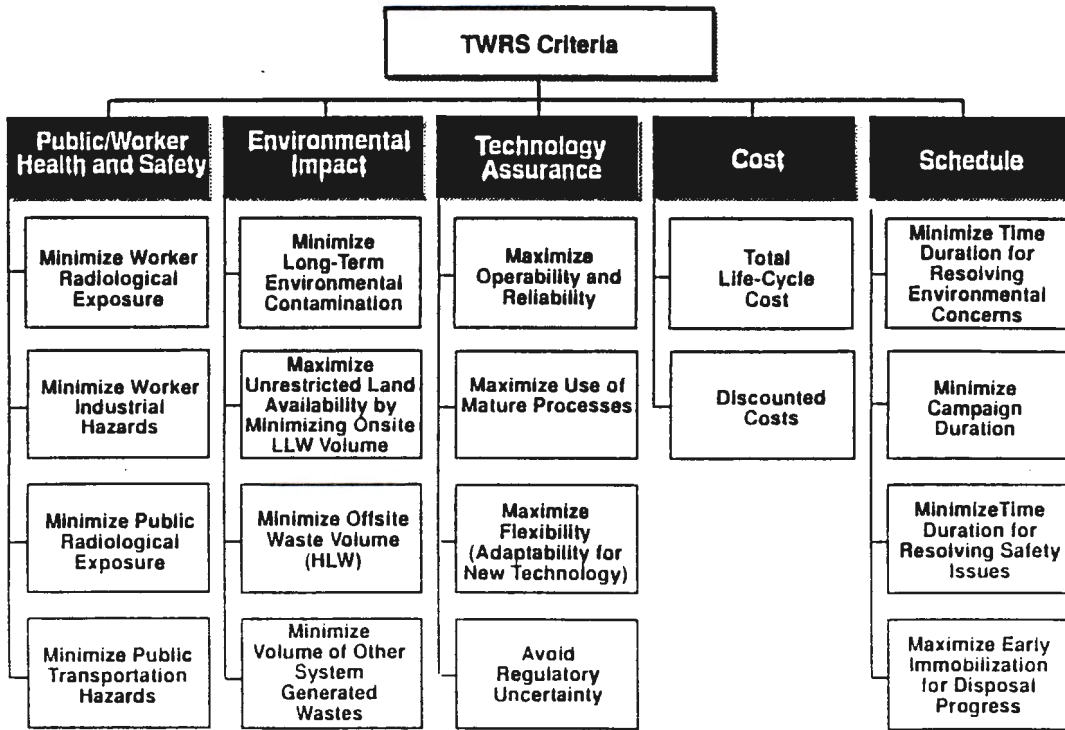 TWRS Criteria
Public/Worker
Health and Safety
Minimize Worker
Radiological
Exposure
Minimize Worker
Industrial
Hazards
Minimize Public
Radiological
Exposure
Minimize Public
Transportation
Hazards
Environmental
Impact
Minimize
Long-Term
Environmental
Contamination
Maximize
Unrestricted Land
Availability by
Minimizing Onsite
LLW Volume
Minimize Offsite
Waste Volume
(HLW)
Minimize
Volume of Other
System
Generated
Wastes
Technology
Assurance
Maximize
Operability and
Reliability
Maximize Use of
Mature Processes
Maximize
Flexibility
(Adaptability for
New Technology)
Avoid
Regulatory
Uncertainty
Cost
Total
Life-Cycle
Cost
Discounted
Costs
Schedule
Minimize Time
Duration for
Resolving
Environmental
Concerns
Minimize
Campaign
Duration
MinimizeTime
Duration for
Resolving Safety
Issues
Maximize Early
Immobilization
for Disposal
Progress